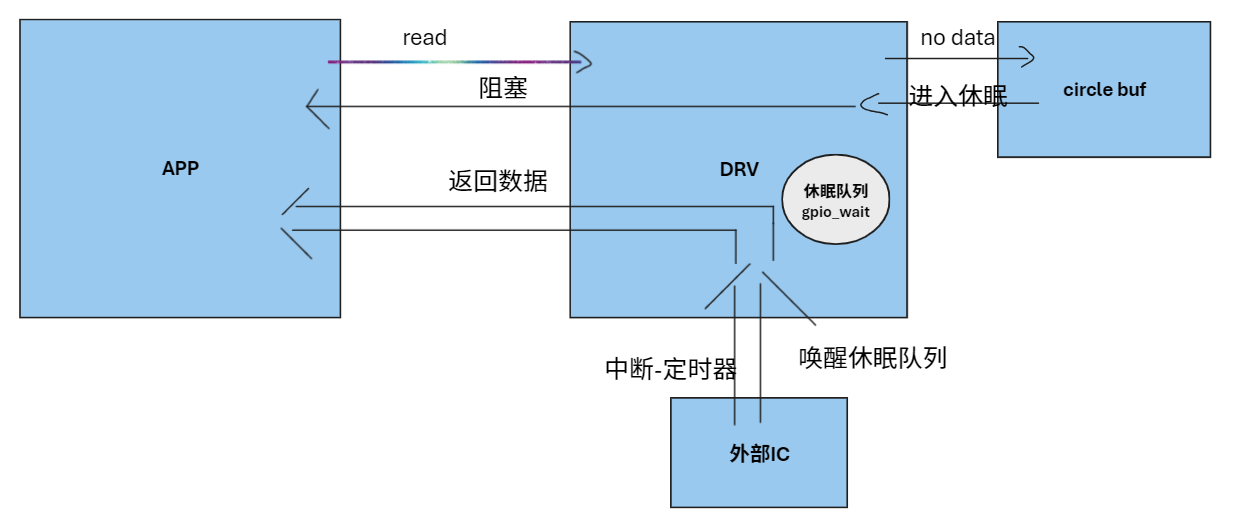 read
no data
阻塞
进入休眠
circle buf
APP
DRV
返回数据
休眠队列
gpio_wait
中断-定时器
唤醒休眠队列
外部IC